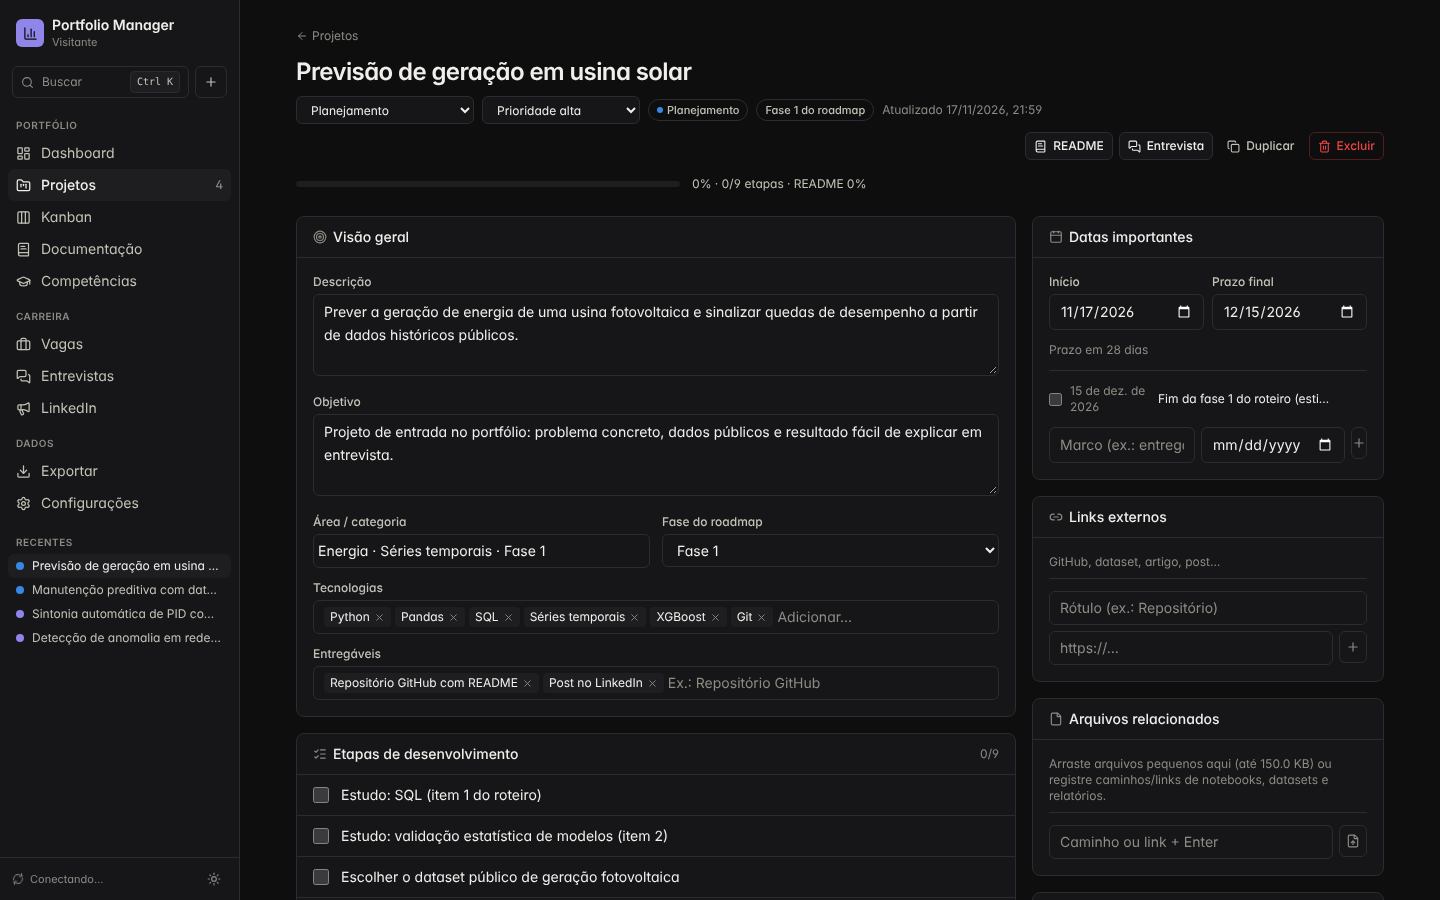 Portfolio Manager
Visitante
Buscar
Ctrl K
PORTFÓLIO
Dashboard
Projetos 4
Kanban
Documentação
Competências
CARREIRA
Vagas
Entrevistas
LinkedIn
DADOS
Exportar
Configurações
RECENTES
Previsão de geração em usina ...
Manutenção preditiva com dat...
Sintonia automática de PID co...
Detecção de anomalia em rede...
Conectando...
← Projetos
Previsão de geração em usina solar
Planejamento
Prioridade alta
Planejamento
Fase 1 do roadmap
Atualizado 17/11/2026, 21:59
README
Entrevista
Duplicar
Excluir
0% · 0/9 etapas · README 0%
Visão geral
Descrição
Prever a geração de energia de uma usina fotovoltaica e sinalizar quedas de desempenho a partir
de dados históricos públicos.
Objetivo
Projeto de entrada no portfólio: problema concreto, dados públicos e resultado fácil de explicar em
entrevista.
Área / categoria
Energia · Séries temporais · Fase 1
Fase do roadmap
Fase 1
Tecnologias
Python × Pandas × SQL × Séries temporais × XGBoost × Git × Adicionar...
Entregáveis
Repositório GitHub com README × Post no LinkedIn × Ex.: Repositório GitHub
Etapas de desenvolvimento 0/9
Estudo: SQL (item 1 do roteiro)
Estudo: validação estatística de modelos (item 2)
Escolher o dataset público de geração fotovoltaica
Datas importantes
Início
11/17/2026
Prazo final
12/15/2026
Prazo em 28 dias
15 de dez. de
2026
Fim da fase 1 do roteiro (esti...
Marco (ex.: entreg
mm/dd/yyyy
+
Links externos
GitHub, dataset, artigo, post...
Rótulo (ex.: Repositório)
https://...
+
Arquivos relacionados
Arraste arquivos pequenos aqui (até 150.0 KB) ou
registre caminhos/links de notebooks, datasets e
relatórios.
Caminho ou link + Enter